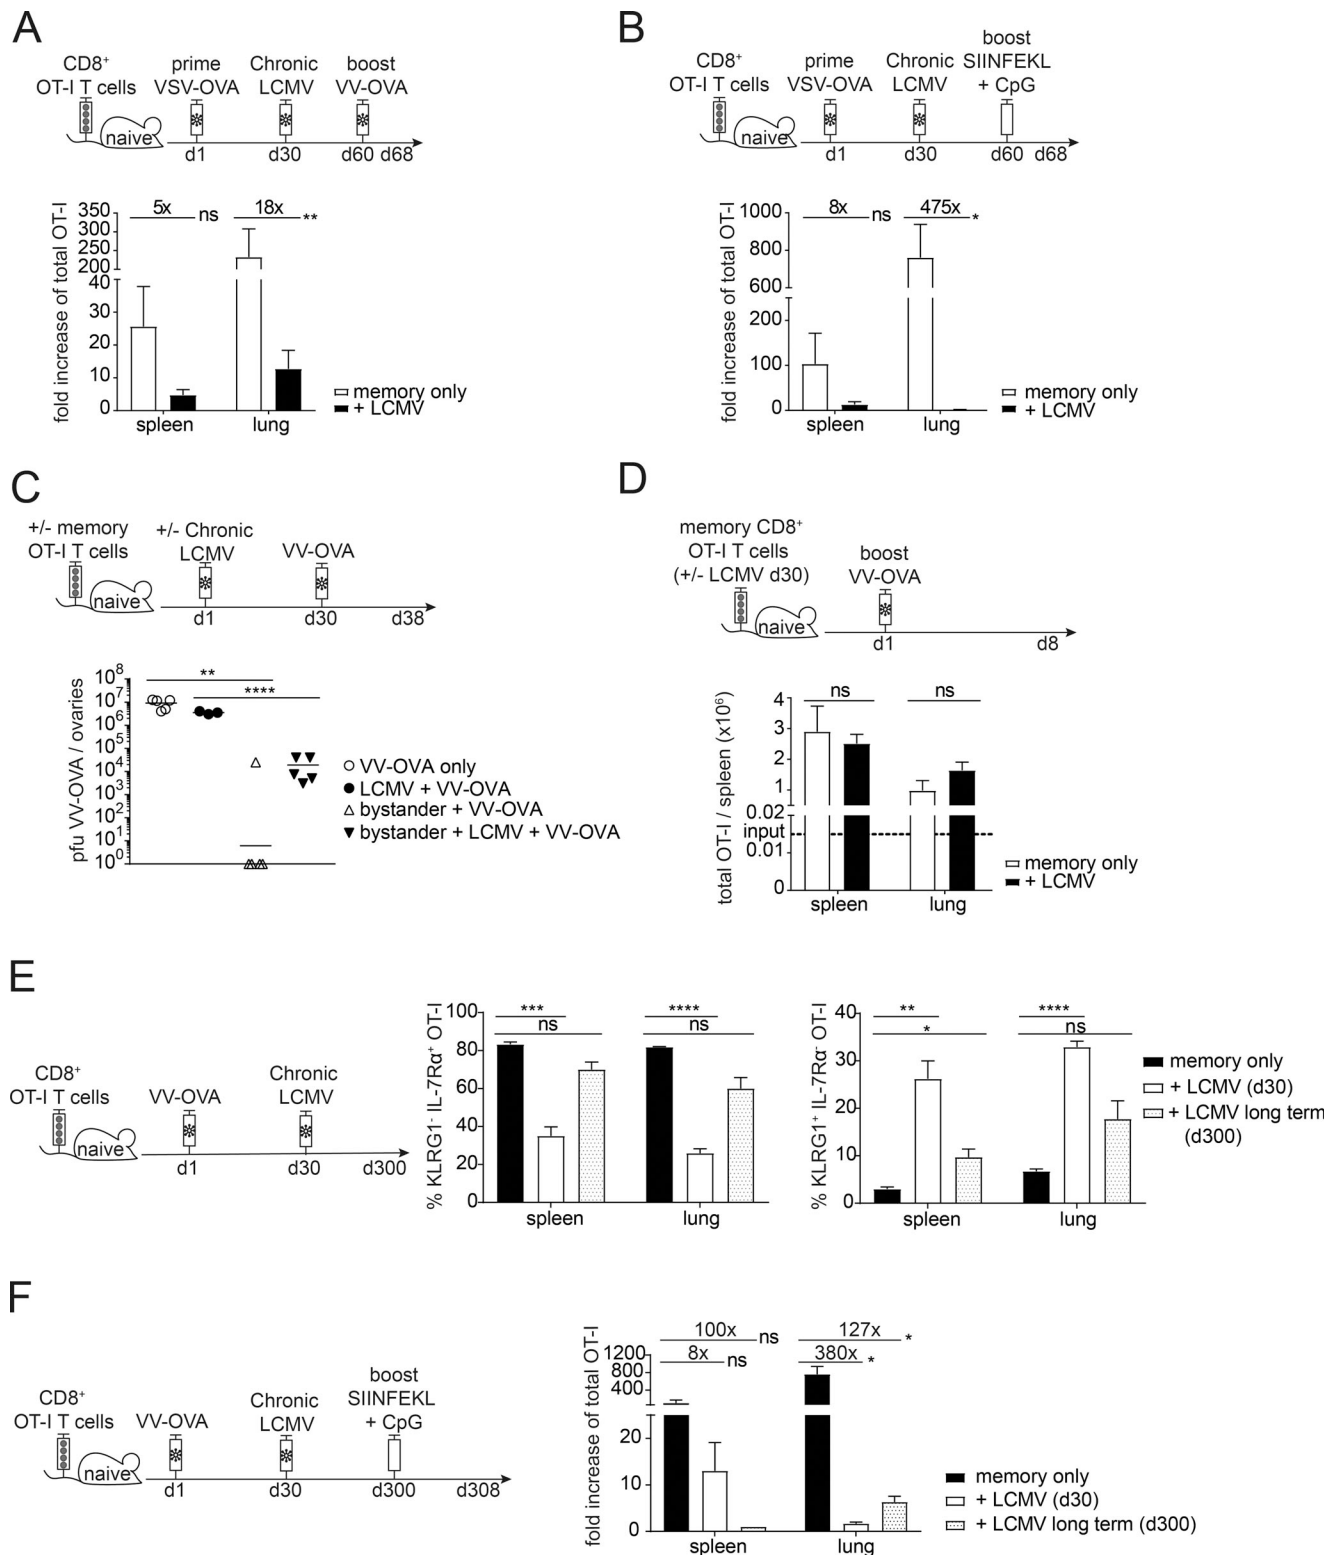 A
CD8⁺
OT-I T cells
prime
VSV-OVA
Chronic
LCMV
boost
VV-OVA
naive
d1
d30
d60
d68
fold increase of total OT-I
350
300
250
200
40
30
20
10
0
5x
ns
18x
**
spleen
lung
memory only
+ LCMV
B
CD8⁺
OT-I T cells
prime
VSV-OVA
Chronic
LCMV
boost
SIINFEKL
+ CpG
naive
d1
d30
d60
d68
fold increase of total OT-I
1000
800
600
200
100
0
8x
ns
475x
*
spleen
lung
memory only
+ LCMV
C
+/- memory
OT-I T cells
+/- Chronic
LCMV
VV-OVA
naive
d1
d30
d38
pfu VV-OVA / ovaries
10⁸
10⁷
10⁶
10⁵
10⁴
10³
10²
10¹
10⁰
**
****
VV-OVA only
LCMV + VV-OVA
bystander + VV-OVA
bystander + LCMV + VV-OVA
D
memory CD8⁺
OT-I T cells
(+/- LCMV d30)
boost
VV-OVA
naive
d1
d8
total OT-I / spleen (x10⁶)
4
3
2
1
0.02
input
0.01
0
ns
ns
spleen
lung
memory only
+ LCMV
E
CD8⁺
OT-I T cells
VV-OVA
Chronic
LCMV
naive
d1
d30
d300
% KLRG1⁻ IL-7Rα⁺ OT-I
100
80
60
40
20
0
***
ns
****
ns
spleen
lung
% KLRG1⁺ IL-7Rα⁻ OT-I
40
30
20
10
0
**
*
****
ns
spleen
lung
memory only
+ LCMV (d30)
+ LCMV long term
(d300)
F
CD8⁺
OT-I T cells
VV-OVA
Chronic
LCMV
boost
SIINFEKL
+ CpG
naive
d1
d30
d300
d308
fold increase of total OT-I
1200
800
400
20
10
0
100x
ns
8x
ns
127x
*
380x
*
spleen
lung
memory only
+ LCMV (d30)
+ LCMV long term (d300)